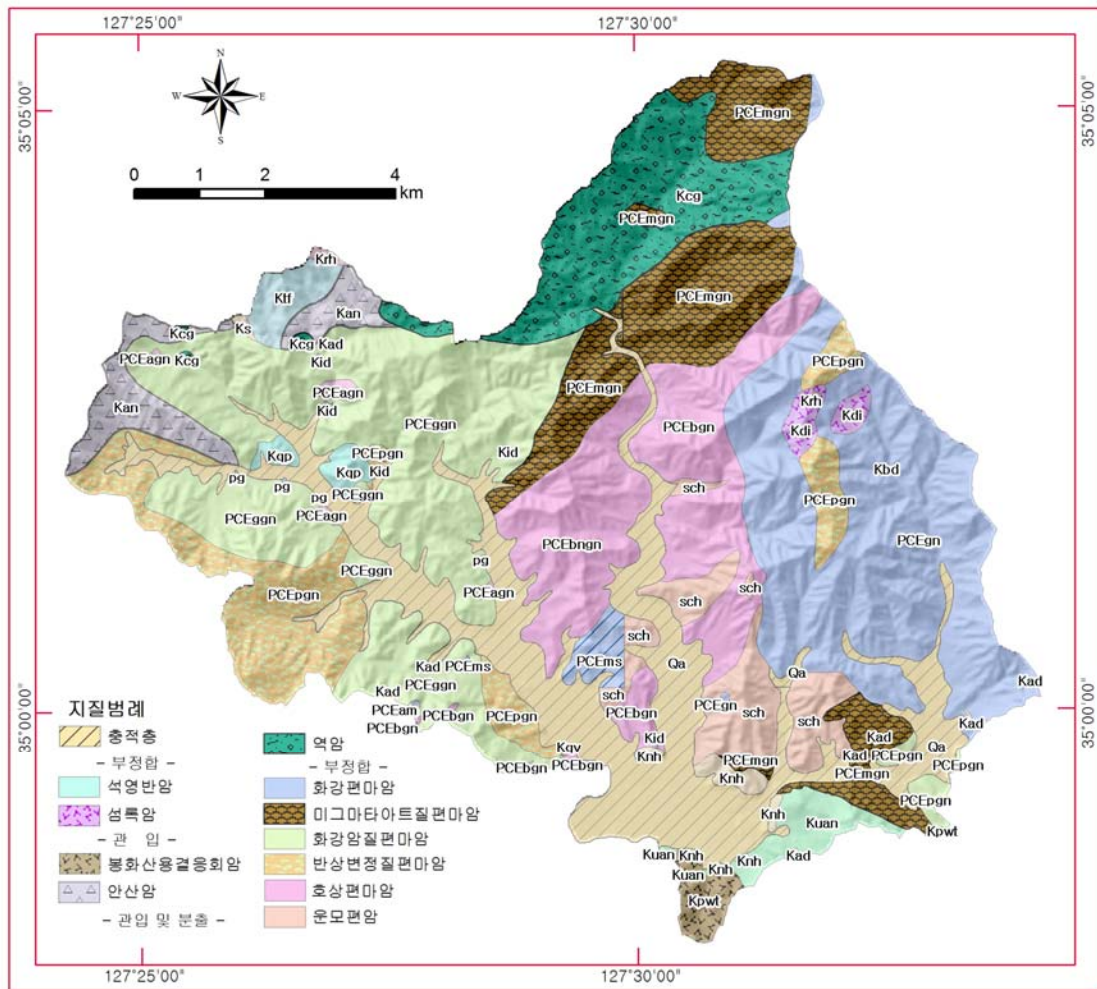 127°25'00"
127°30'00"
35°05'00"
35°05'00"
N
W
E
S
PCEmgn
0 1 2 4
km
Kcg
PCEmgn
Krh
Ktf
Kan
PCEmgn
Kcg
Ks
Kcg
Kad
PCEagn
Kcg
Kid
PCEpgn
PCEagn
PCEmgn
Kan
Kid
Krh
PCEbgn
Kdi
Kdi
PCEggn
Kqp
PCEpgn
Kid
Kbd
Kqp
Kid
pg
pg
sch
PCEggn
pg
PCEpgn
PCEggn
PCEagn
PCEbngn
PCEgn
pg
PCEggn
sch
PCEagn
PCEpgn
sch
sch
PCEms
Qa
Qa
Kad
PCEms
Kad
sch
Kad
PCEggn
PCEbgn
PCEgn
sch
sch
PCEam
PCEbgn
PCEpgn
Kad
Kad
PCEbgn
Kid
Qa
Kqv
Knh
Kad
PCEpgn
PCEpgn
PCEbgn
PCEbgn
PCEmgn
PCEmgn
Knh
PCEpgn
Knh
Kuan
Kpwt
Kuan
Knh
Knh
Kad
Kuan
Knh
Kpwt
35°00'00"
35°00'00"
지질범례
충적층
- 부정합 -
석영반암
섬록암
- 관 입 -
봉화산용결응회암
안산암
- 관입 및 분출 -
역암
- 부정합 -
화강편마암
미그마타이트질편마암
화강암질편마암
반상변정질편마암
호상편마암
운모편암
127°25'00"
127°30'00"